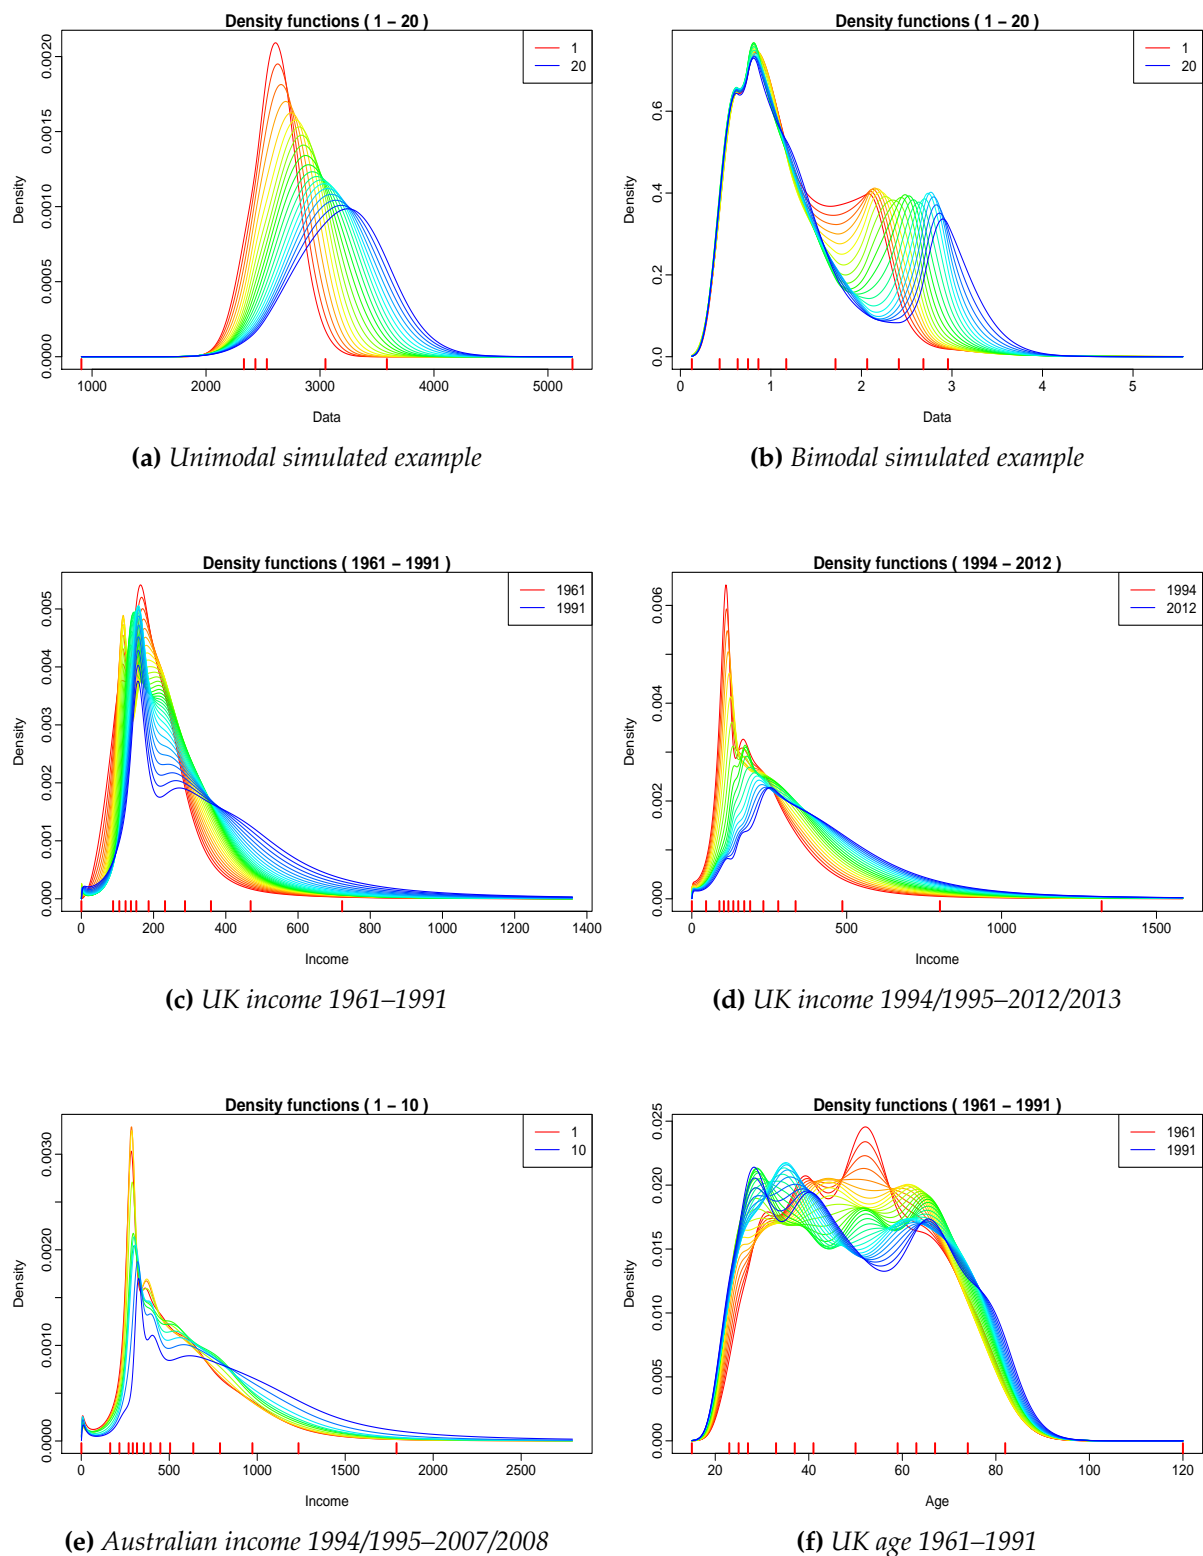 Density functions ( 1 − 20 )
0.0020
0.0015
0.0010
0.0005
0.0000
Density
1
20
1000 2000 3000 4000 5000
Data
(a) Unimodal simulated example
Density functions ( 1 − 20 )
0.6
0.4
0.2
0.0
Density
1
20
0 1 2 3 4 5
Data
(b) Bimodal simulated example
Density functions ( 1961 − 1991 )
0.005
0.004
0.003
0.002
0.001
0.000
Density
1961
1991
0 200 400 600 800 1000 1200 1400
Income
(c) UK income 1961–1991
Density functions ( 1994 − 2012 )
0.006
0.004
0.002
0.000
Density
1994
2012
0 500 1000 1500
Income
(d) UK income 1994/1995–2012/2013
Density functions ( 1 − 10 )
0.0030
0.0020
0.0010
0.0000
Density
1
10
0 500 1000 1500 2000 2500
Income
(e) Australian income 1994/1995–2007/2008
Density functions ( 1961 − 1991 )
0.025
0.020
0.015
0.010
0.005
0.000
Density
1961
1991
20 40 60 80 100 120
Age
(f) UK age 1961–1991